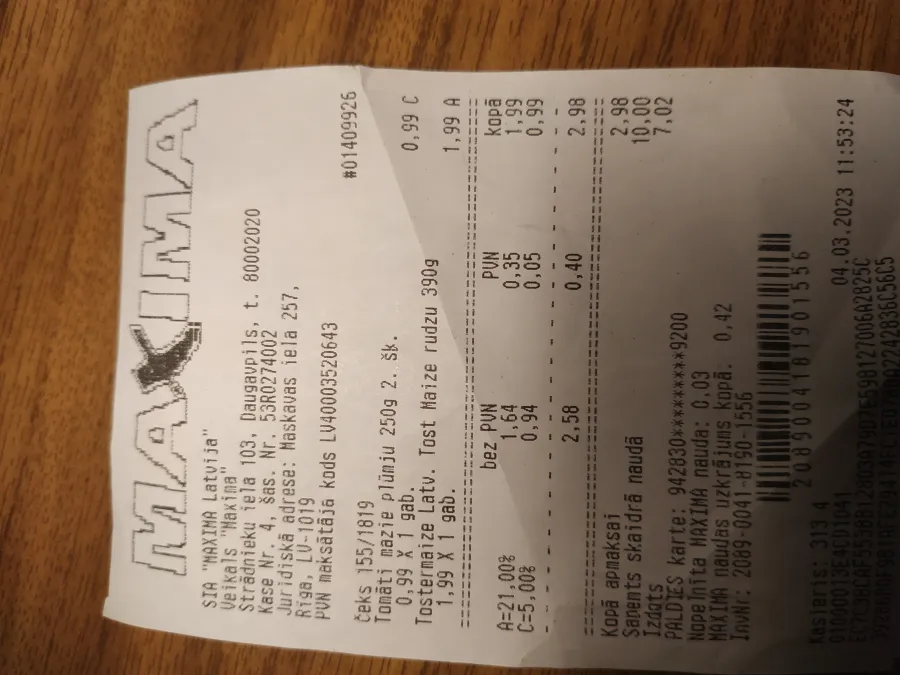 MAXIMA
SIA "MAXIMA Latvija"
Veikals "Maxima"
Strādnieku iela 103, Daugavpils, t. 80002020
Kase Nr. 4, šas. Nr. 53R0274002
Juridiskā adrese: Maskavas iela 257,
Rīga, LV-1019
PVN maksātājā kods LV40003520643
#01409926
Čeks 155/1819
Tomāti mazie plūmju 250g 2. šķ.
0,99 X 1 gab. 0,99 C
Tostermaize Latv. Tost Maize rudzu 390g
1,99 X 1 gab. 1,99 A
bez PVN PVN kopā
A=21,00% 1,64 0,35 1,99
C=5,00% 0,94 0,05 0,99
2,58 0,40 2,98
Kopā apmaksai 2,98
Saņemts skaidrā naudā 10,00
Izdots 7,02
PALDIES karte: 942830*********9200
Nopelnīta MAXIMA nauda: 0,03
MAXIMA naudas uzkrājums kopā. 0,42
InvNr: 2089-0041-8190-1556
2089004181901556
Kasieris: 313 4 04.03.2023 11:53:24